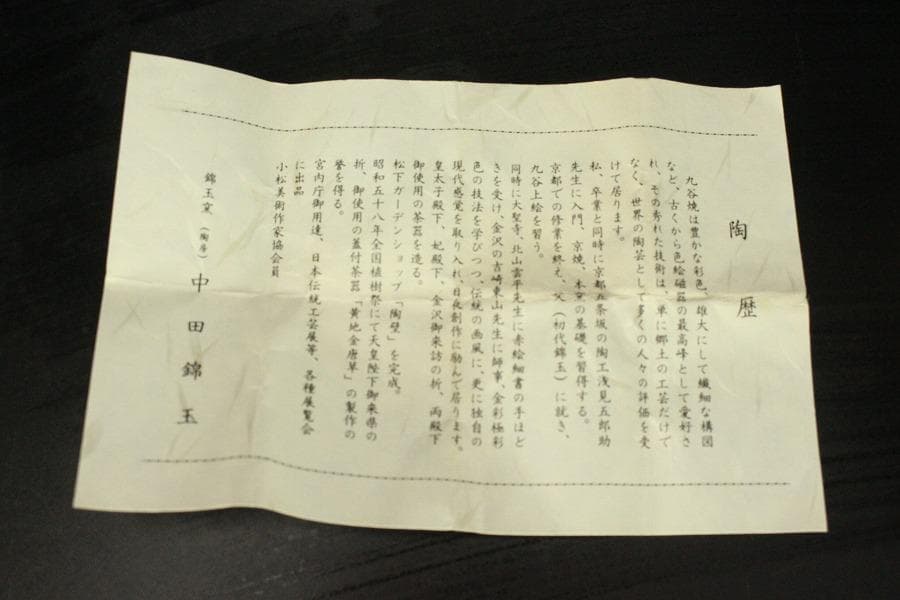 陶歴
九谷焼は豊かな彩色、雄大にして繊細な構図
など、古くから色絵磁器の最高峰として愛好さ
れ、その秀れた技術は、単に郷土の工芸だけで
なく、世界の陶芸として多くの人々の評価を受
けて居ります。
私、卒業と同時に京都五条坂の陶工浅見五郎助
先生に入門、京焼、本窯の基礎を習得する。
京都での修業を終え、父（初代錦玉）に就き、
九谷上絵を習う。
同時に大聖寺、北山雲平先生に赤絵細書の手ほど
きを受け、金沢の吉崎東山先生に師事、金彩極彩
色の技法を学びつつ、伝統の画風に、更に独自の
現代感覚を取り入れ、日夜創作に励んで居ります。
皇太子殿下、妃殿下、金沢御来訪の折、両殿下
御使用の茶器を造る。
松下ガーデンショップ「陶壁」を完成。
昭和五十八年全国植樹祭にて天皇陛下御来県の
折、御使用の蓋付茶器「黄地金唐草」の製作の
誉を得る。
宮内庁御用達、日本伝統工芸展等、各種展覧会
に出品
小松美術作家協会員
錦玉窯（陶房）中田錦玉